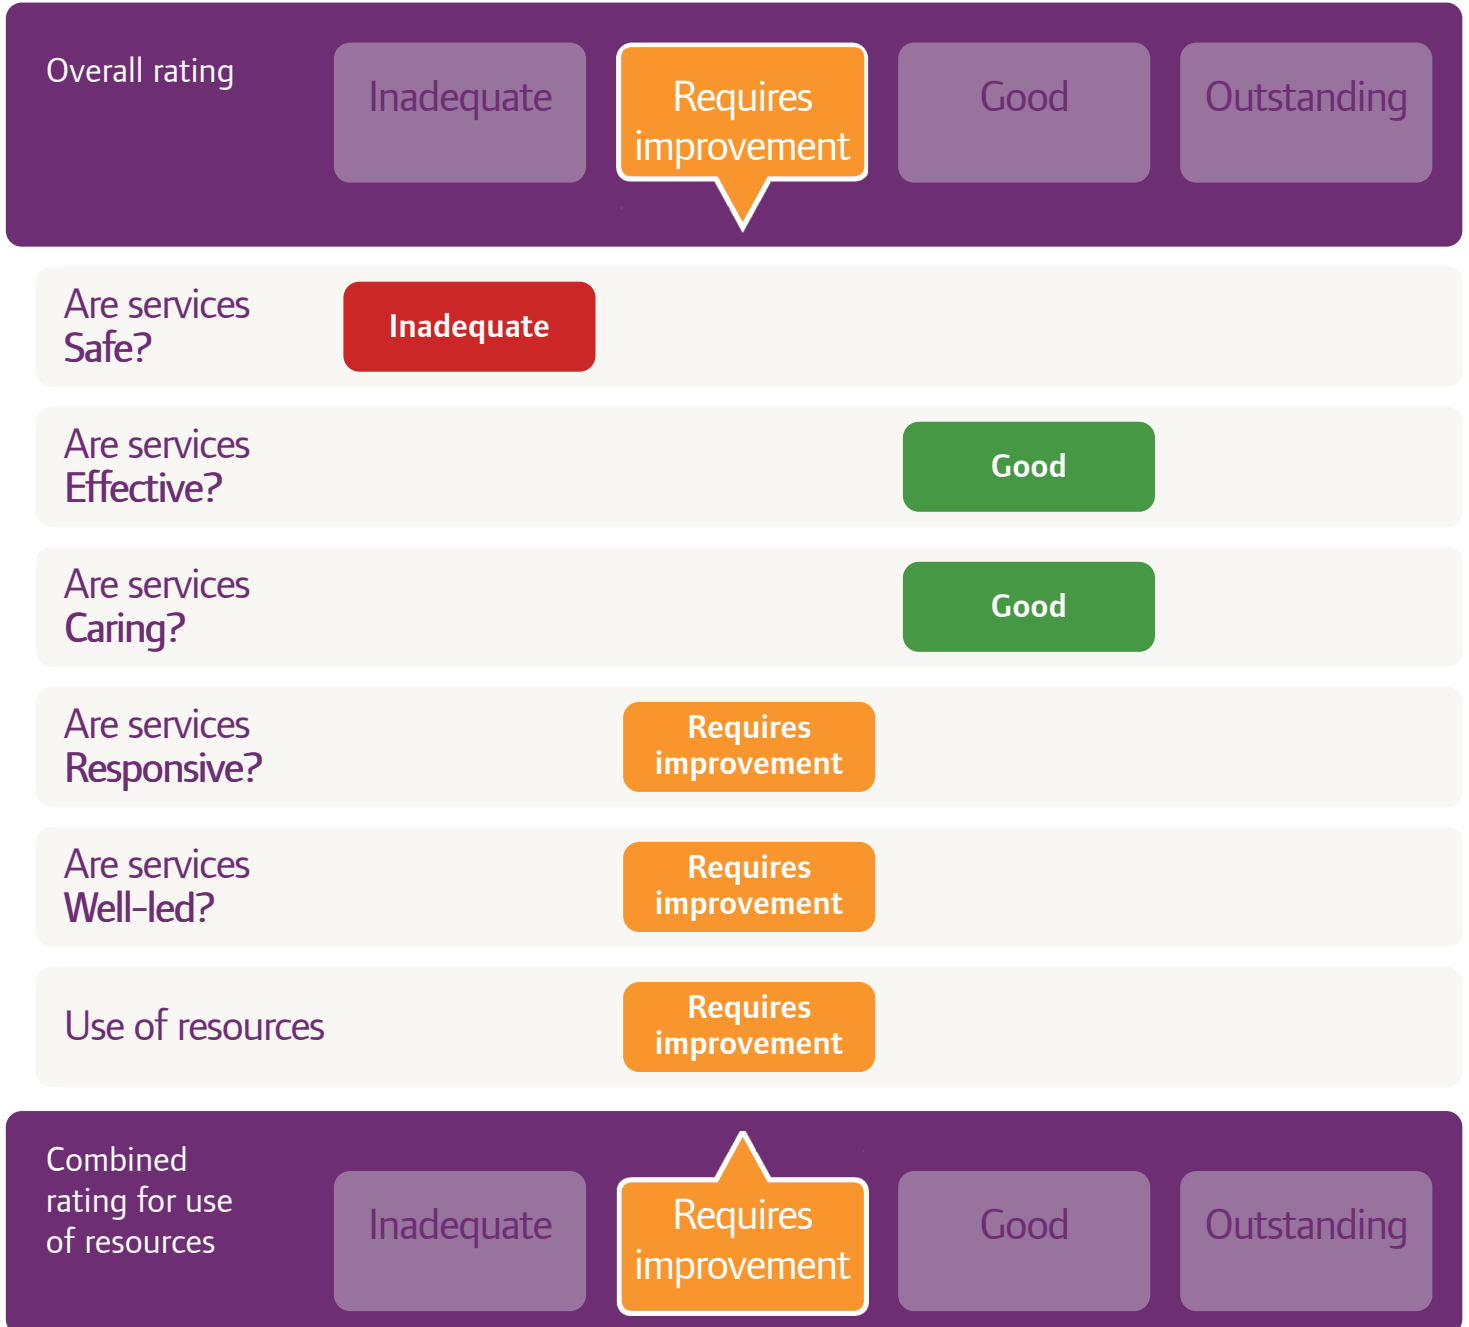 Overall rating
Inadequate
Requires
improvement
Good
Outstanding
Are services
Safe?
Inadequate
Are services
Effective?
Good
Are services
Caring?
Good
Are services
Responsive?
Requires
improvement
Are services
Well-led?
Requires
improvement
Use of resources
Requires
improvement
Combined
rating for use
of resources
Inadequate
Requires
improvement
Good
Outstanding